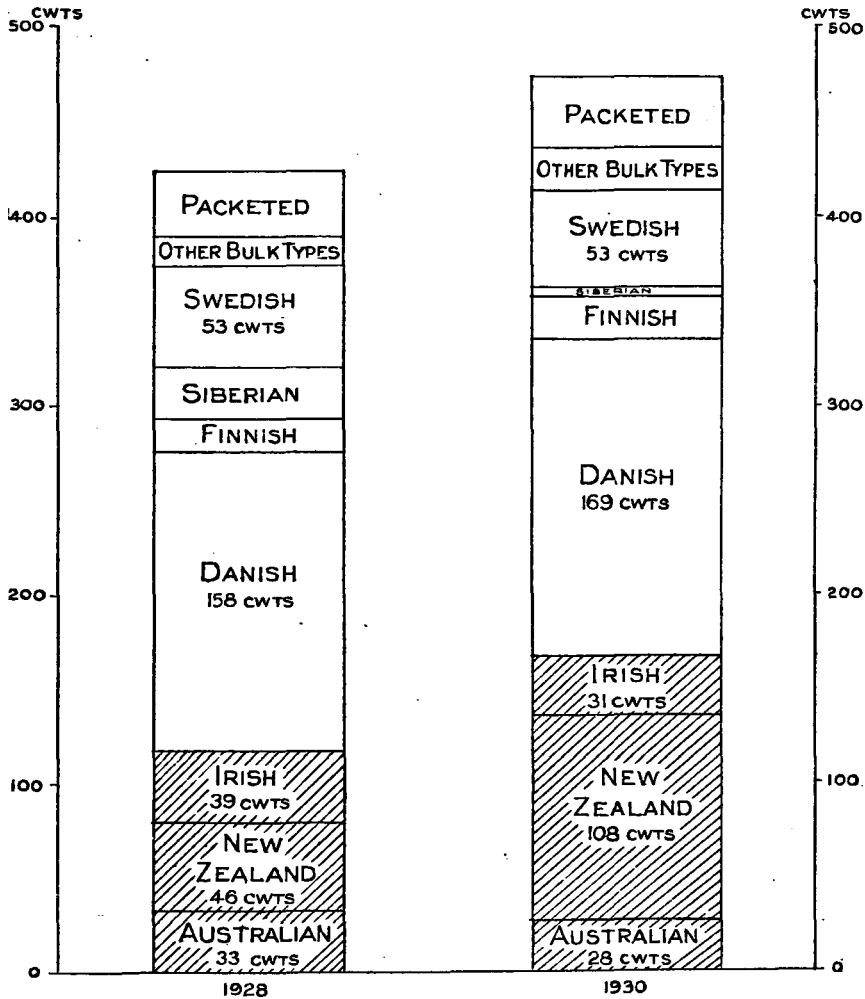 CWTS
500
400
300
200
100
0
PACKETED
OTHER BULK TYPES
SWEDISH
53 CWTS
SIBERIAN
FINNISH
DANISH
158 CWTS
IRISH
39 CWTS
NEW
ZEALAND
46 CWTS
AUSTRALIAN
33 CWTS
1928
PACKETED
OTHER BULK TYPES
SWEDISH
53 CWTS
SIBERIAN
FINNISH
DANISH
169 CWTS
IRISH
31 CWTS
NEW
ZEALAND
108 CWTS
AUSTRALIAN
28 CWTS
1930
CWTS
500
400
300
200
100
0